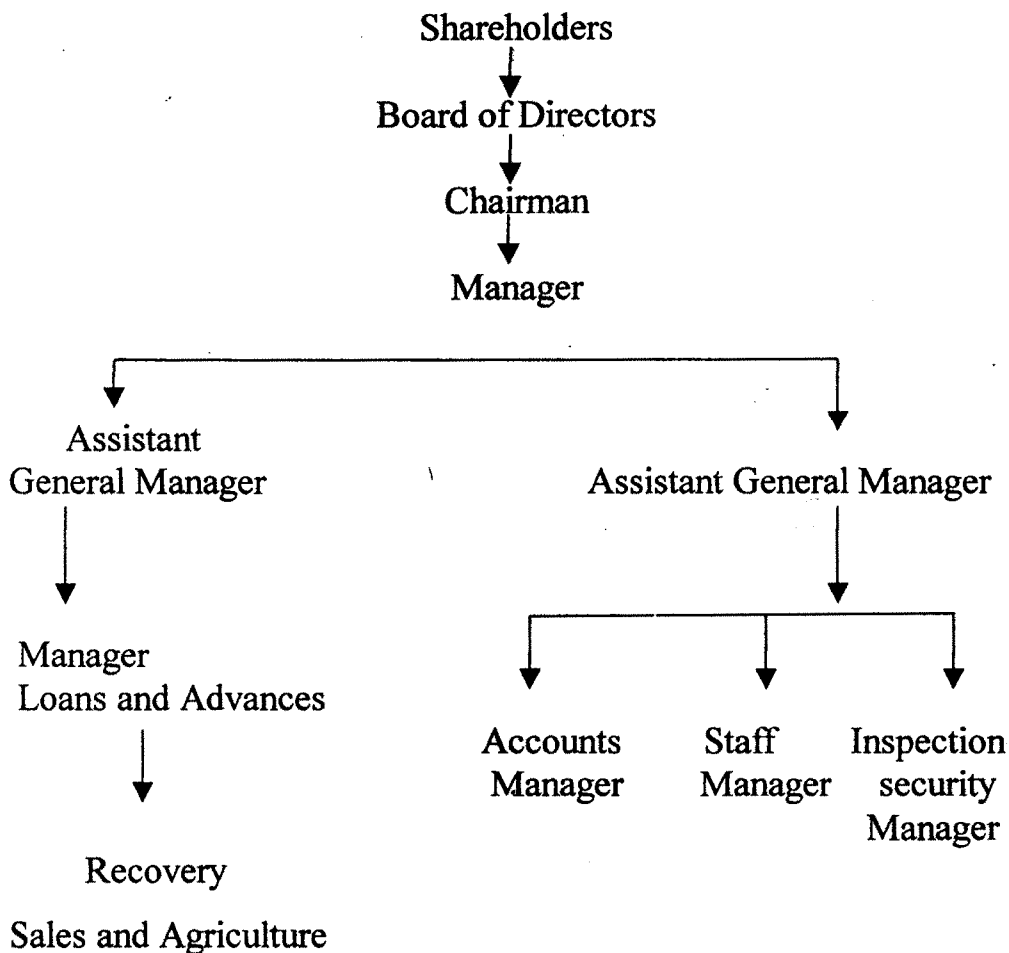 Shareholders
Board of Directors
Chairman
Manager
Assistant
General Manager
Assistant General Manager
Manager
Loans and Advances
Accounts
Manager
Staff
Manager
Inspection
security
Manager
Recovery
Sales and Agriculture